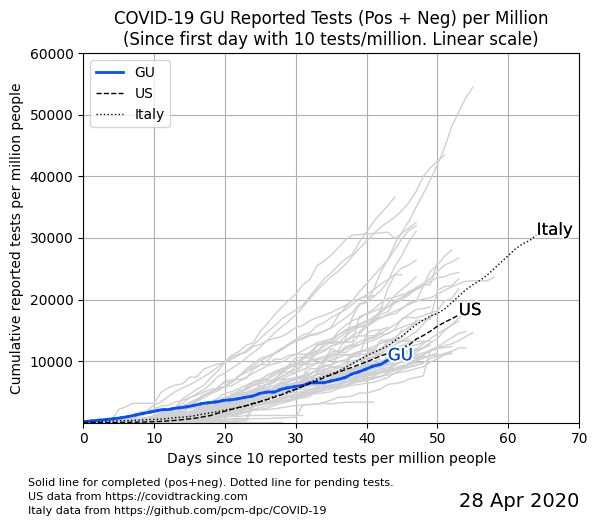 COVID-19 GU Reported Tests (Pos + Neg) per Million
(Since first day with 10 tests/million. Linear scale)
Cumulative reported tests per million people
60000
50000
40000
30000
20000
10000
GU
US
Italy
Italy
US
GU
0 10 20 30 40 50 60 70
Days since 10 reported tests per million people
Solid line for completed (pos+neg). Dotted line for pending tests.
US data from https://covidtracking.com
Italy data from https://github.com/pcm-dpc/COVID-19
28 Apr 2020